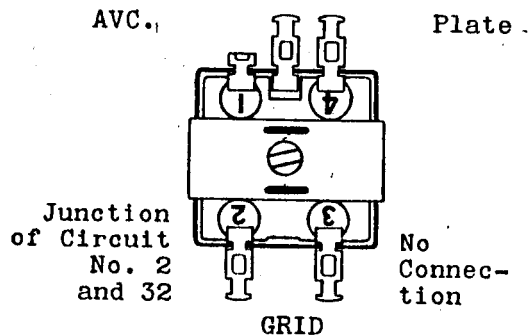 AVC.
Plate
1
4
2
3
Junction
of Circuit
No. 2
and 32
No
Connec-
tion
GRID